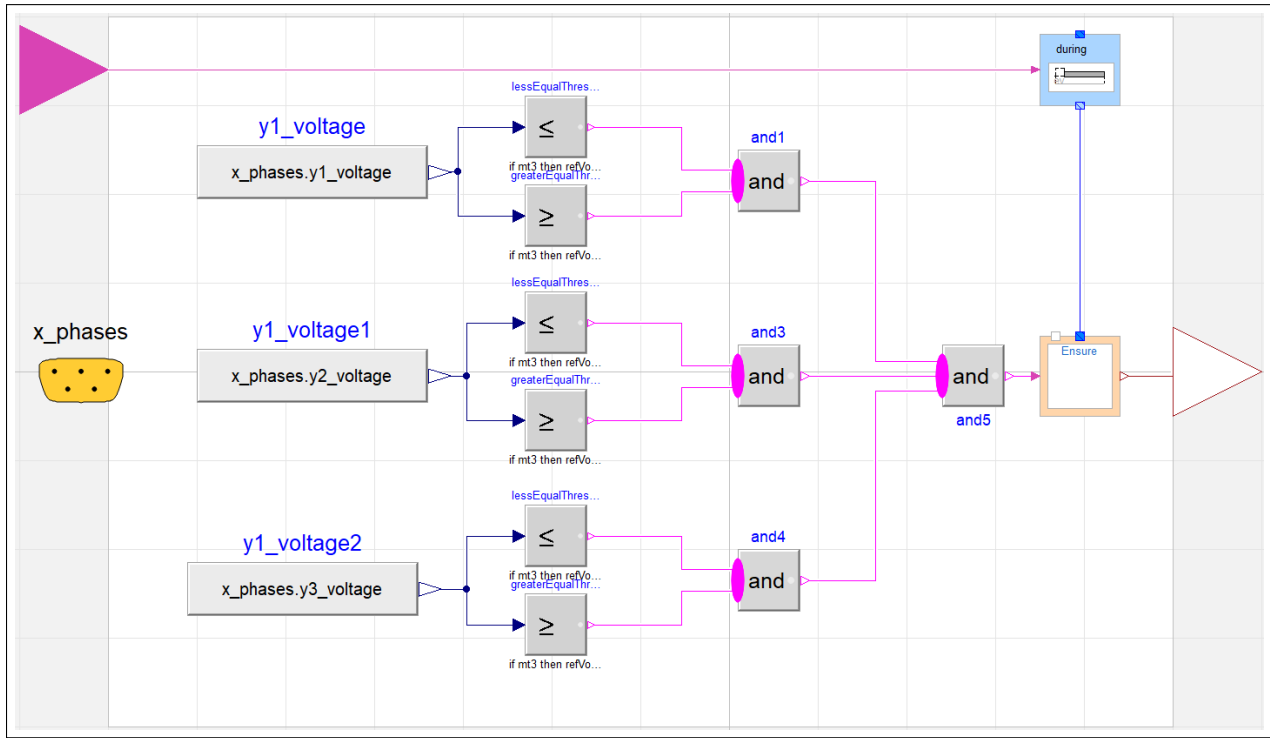 during
lessEqualThres...
y1_voltage
≤
and1
x_phases.y1_voltage
if mt3 then refVo...
greaterEqualThr...
and
≥
if mt3 then refVo...
lessEqualThres...
x_phases
y1_voltage1
≤
and3
Ensure
x_phases.y2_voltage
if mt3 then refVo...
greaterEqualThr...
and
and
≥
and5
if mt3 then refVo...
lessEqualThres...
y1_voltage2
≤
and4
x_phases.y3_voltage
if mt3 then refVo...
greaterEqualThr...
and
≥
if mt3 then refVo...